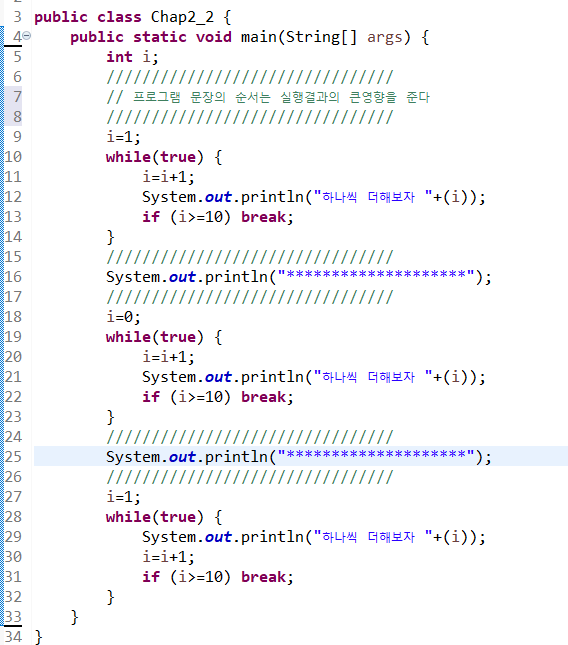 3 public class Chap2_2 {
4 public static void main(String[] args) {
5 int i;
6 ////////////////////////////////
7 // 프로그램 문장의 순서는 실행결과의 큰영향을 준다
8 ////////////////////////////////
9 i=1;
10 while(true) {
11 i=i+1;
12 System.out.println("하나씩 더해보자 "+(i));
13 if (i>=10) break;
14 }
15 ////////////////////////////////
16 System.out.println("********************");
17 ////////////////////////////////
18 i=0;
19 while(true) {
20 i=i+1;
21 System.out.println("하나씩 더해보자 "+(i));
22 if (i>=10) break;
23 }
24 ////////////////////////////////
25 System.out.println("********************");
26 ////////////////////////////////
27 i=1;
28 while(true) {
29 System.out.println("하나씩 더해보자 "+(i));
30 i=i+1;
31 if (i>=10) break;
32 }
33 }
34 }